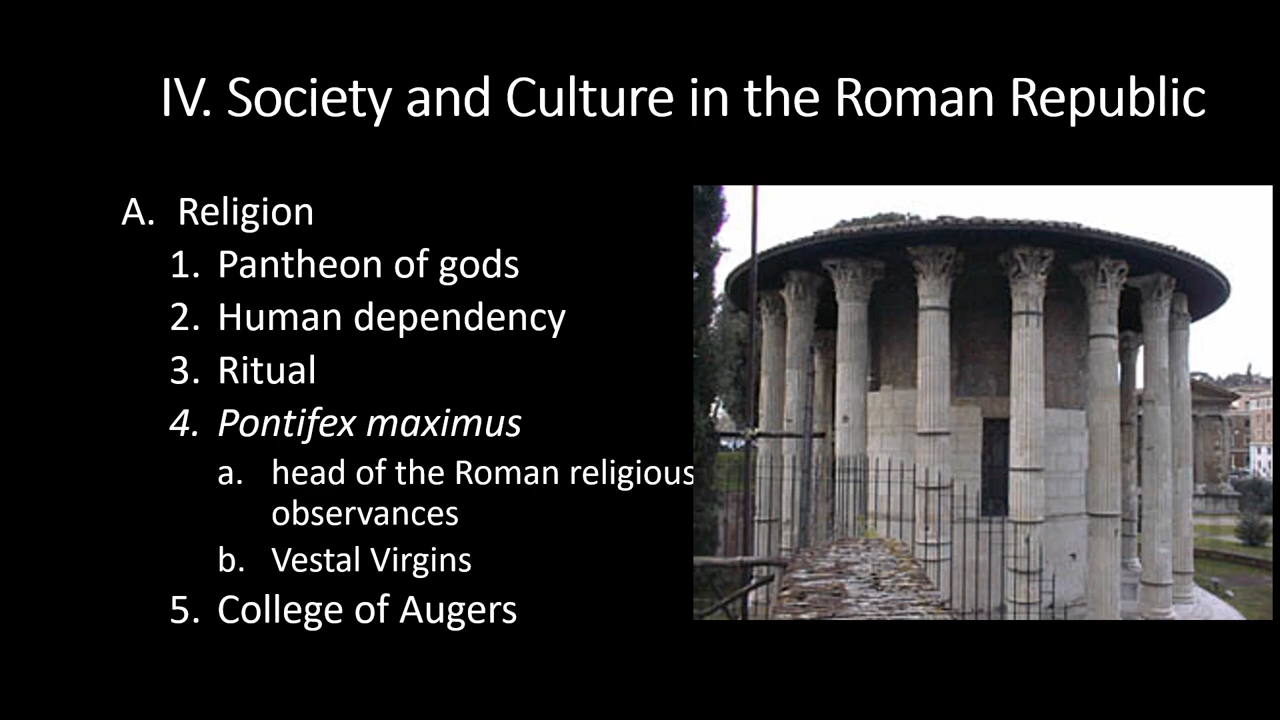 IV. Society and Culture in the Roman Republic
A. Religion
1. Pantheon of gods
2. Human dependency
3. Ritual
4. Pontifex maximus
a. head of the Roman religious
observances
b. Vestal Virgins
5. College of Augers